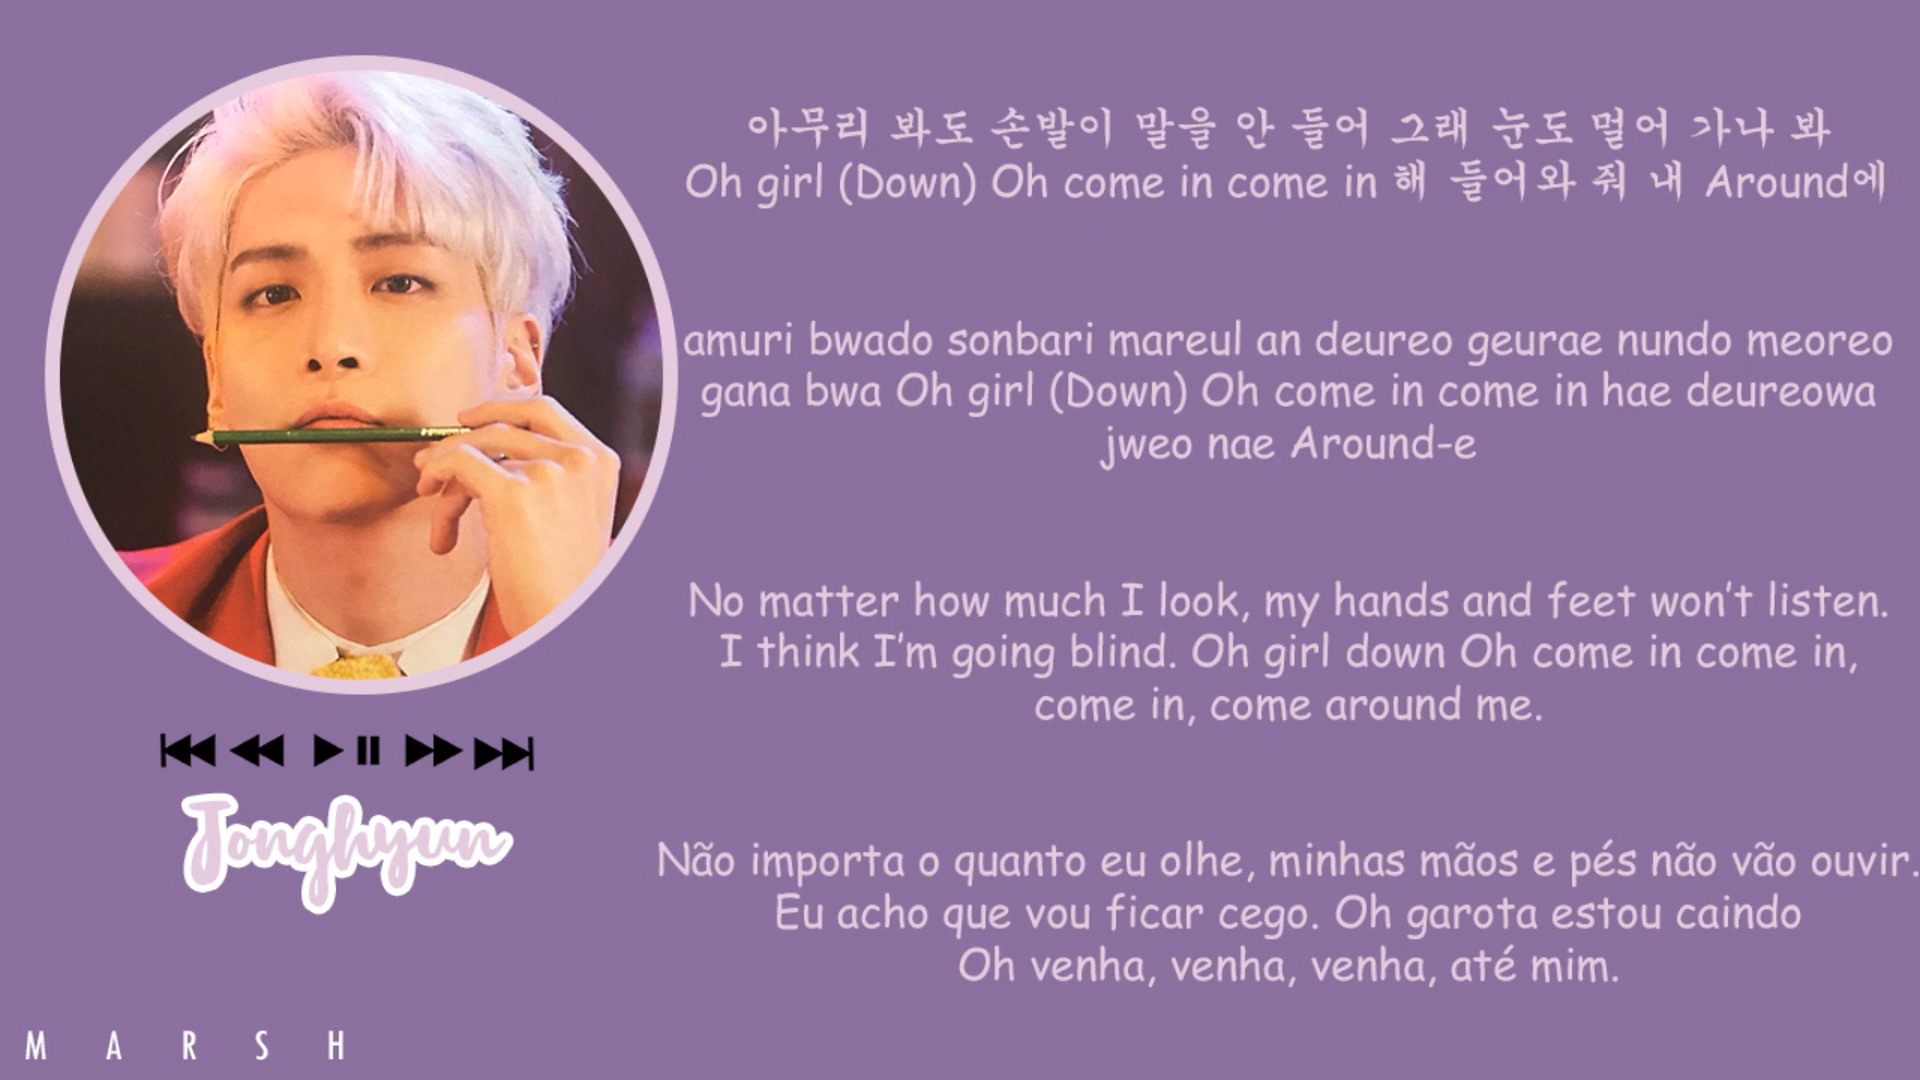 아무리 봐도 손발이 말을 안 들어 그래 눈도 멀어 가나 봐
Oh girl (Down) Oh come in come in 해 들어와 줘 내 Around에
amuri bwado sonbari mareul an deureo geurae nundo meoreo
gana bwa Oh girl (Down) Oh come in come in hae deureowa
jweo nae Around-e
No matter how much I look, my hands and feet won't listen.
I think I'm going blind. Oh girl down Oh come in come in,
come in, come around me.
Não importa o quanto eu olhe, minhas mãos e pés não vão ouvir.
Eu acho que vou ficar cego. Oh garota estou caindo
Oh venha, venha, venha, até mim.
Jonghyun
MARSH